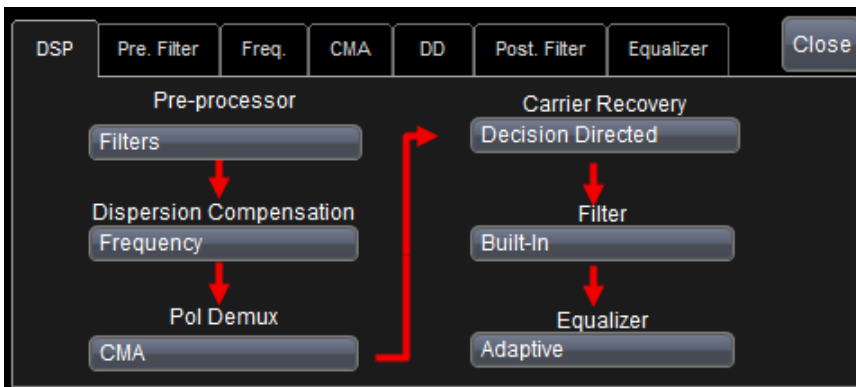 DSP Pre. Filter Freq. CMA DD Post. Filter Equalizer Close
Pre-processor
Filters
Dispersion Compensation
Frequency
Pol Demux
CMA
Carrier Recovery
Decision Directed
Filter
Built-In
Equalizer
Adaptive